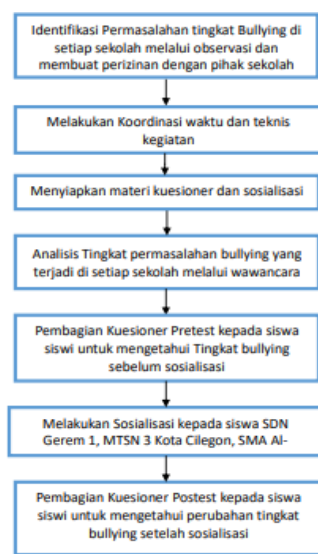 Identifikasi Permasalahan tingkat Bullying di
setiap sekolah melalui observasi dan
membuat perizinan dengan pihak sekolah
Melakukan Koordinasi waktu dan teknis
kegiatan
Menyiapkan materi kuesioner dan sosialisasi
Analisis Tingkat permasalahan bullying yang
terjadi di setiap sekolah melalui wawancara
Pembagian Kuesioner Pretest kepada siswa
siswi untuk mengetahui Tingkat bullying
sebelum sosialisasi
Melakukan Sosialisasi kepada siswa SDN
Gerem 1, MTSN 3 Kota Cilegon, SMA Al-
Pembagian Kuesioner Postest kepada siswa
siswi untuk mengetahui perubahan tingkat
bullying setelah sosialisasi